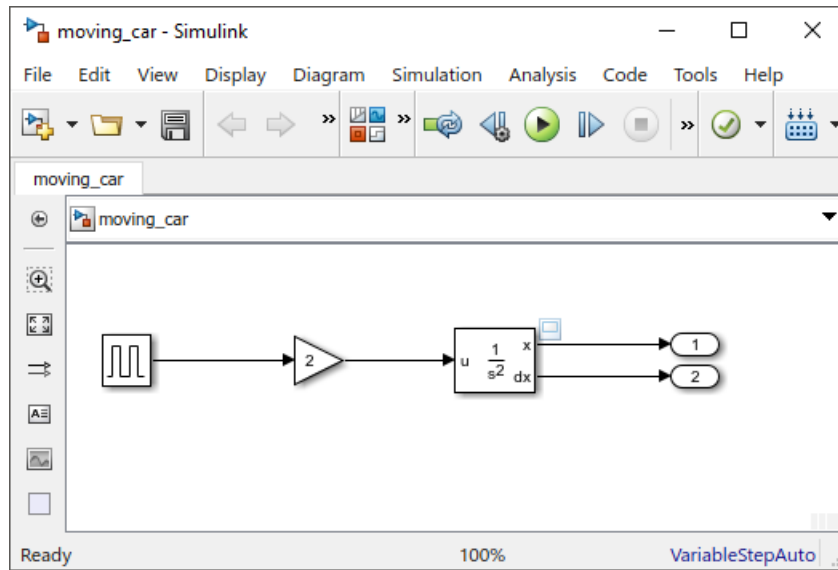 moving_car - Simulink
File Edit View Display Diagram Simulation Analysis Code Tools Help
» » »
moving_car
moving_car
2
u 1 x
s2 dx
1
2
Ready 100% VariableStepAuto